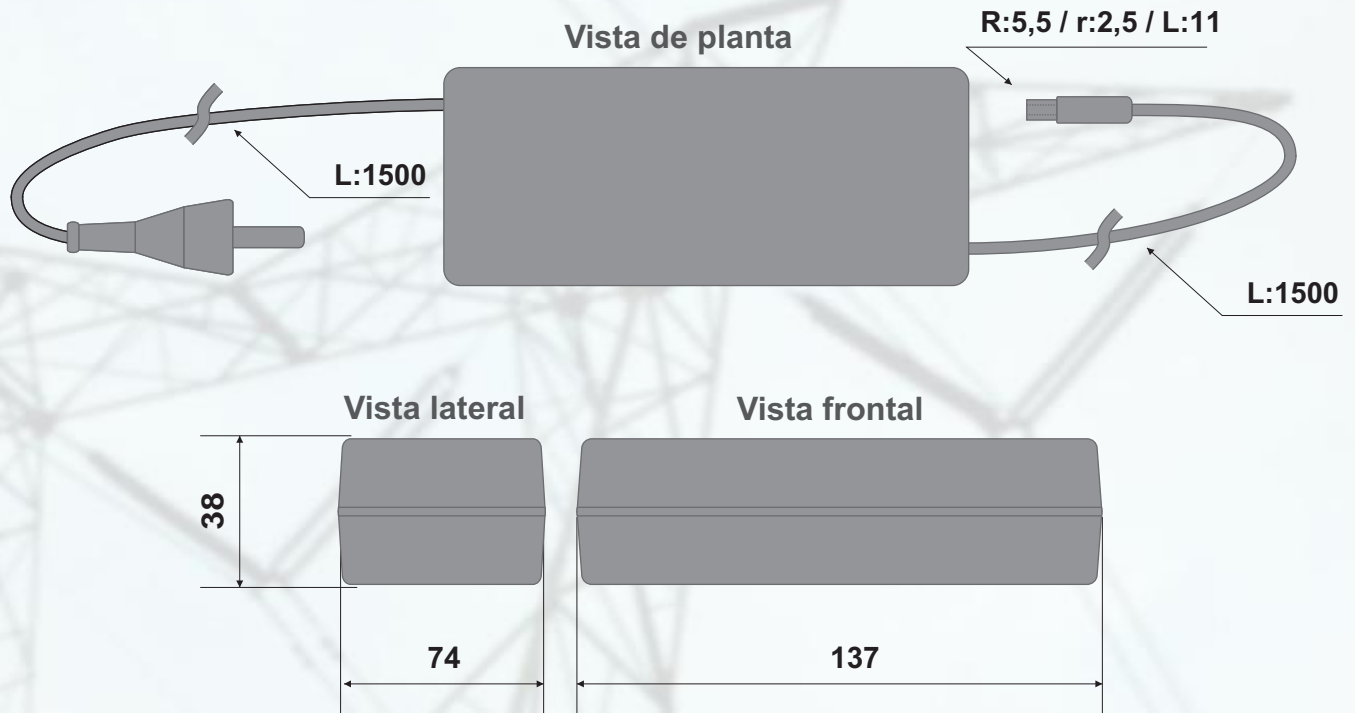 R:5,5 / r:2,5 / L:11
Vista de planta
L:1500
L:1500
Vista lateral
Vista frontal
38
74
137